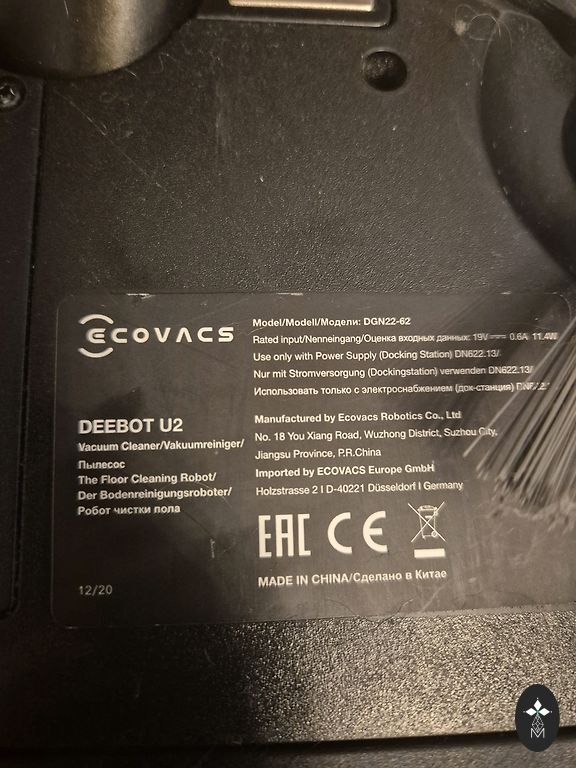 ECOVACS
DEEBOT U2
Vacuum Cleaner/Vakuumreiniger/
Пылесос
The Floor Cleaning Robot/
Der Bodenreinigungsroboter/
Робот чистки пола
12/20
Model/Modell/Модели: DGN22-62
Rated input/Nenneingang/Оценка входных данных: 19V⎓ 0.6A 11.4W
Use only with Power Supply (Docking Station) DN622.13/
Nur mit Stromversorgung (Dockingstation) verwenden DN622.13/
Использовать только с электроснабжением (док-станция)
Manufactured by Ecovacs Robotics Co., Ltd
No. 18 You Xiang Road, Wuzhong District, Suzhou City,
Jiangsu Province, P.R.China
Imported by ECOVACS Europe GmbH
Holzstrasse 2 I D-40221 Düsseldorf I Germany
EAC CE
MADE IN CHINA/Сделано в Китае
M